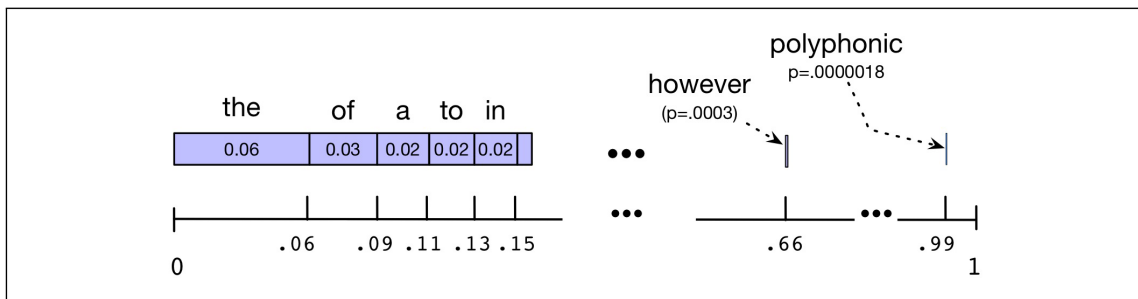 polyphonic
p=.0000018
however
(p=.0003)
the of a to in
0.06 0.03 0.02 0.02 0.02
•••
••• •••
.06 .09 .11 .13 .15 .66 .99
0 1